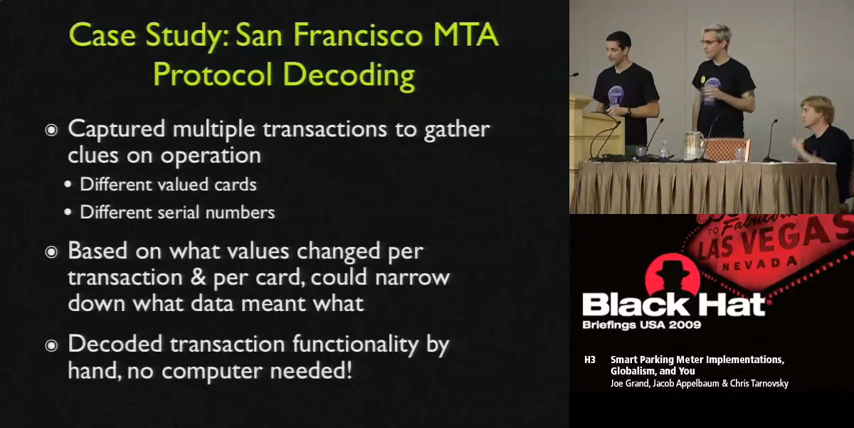 Case Study: San Francisco MTA
Protocol Decoding
Captured multiple transactions to gather
clues on operation
Different valued cards
Different serial numbers
Based on what values changed per
transaction & per card, could narrow
down what data meant what
Decoded transaction functionality by
hand, no computer needed!
TO Fabulous
LAS VEGAS
NEVADA
Black Hat
Briefings USA 2009
H3 Smart Parking Meter Implementations,
Globalism, and You
Joe Grand, Jacob Appelbaum & Chris Tarnovsky